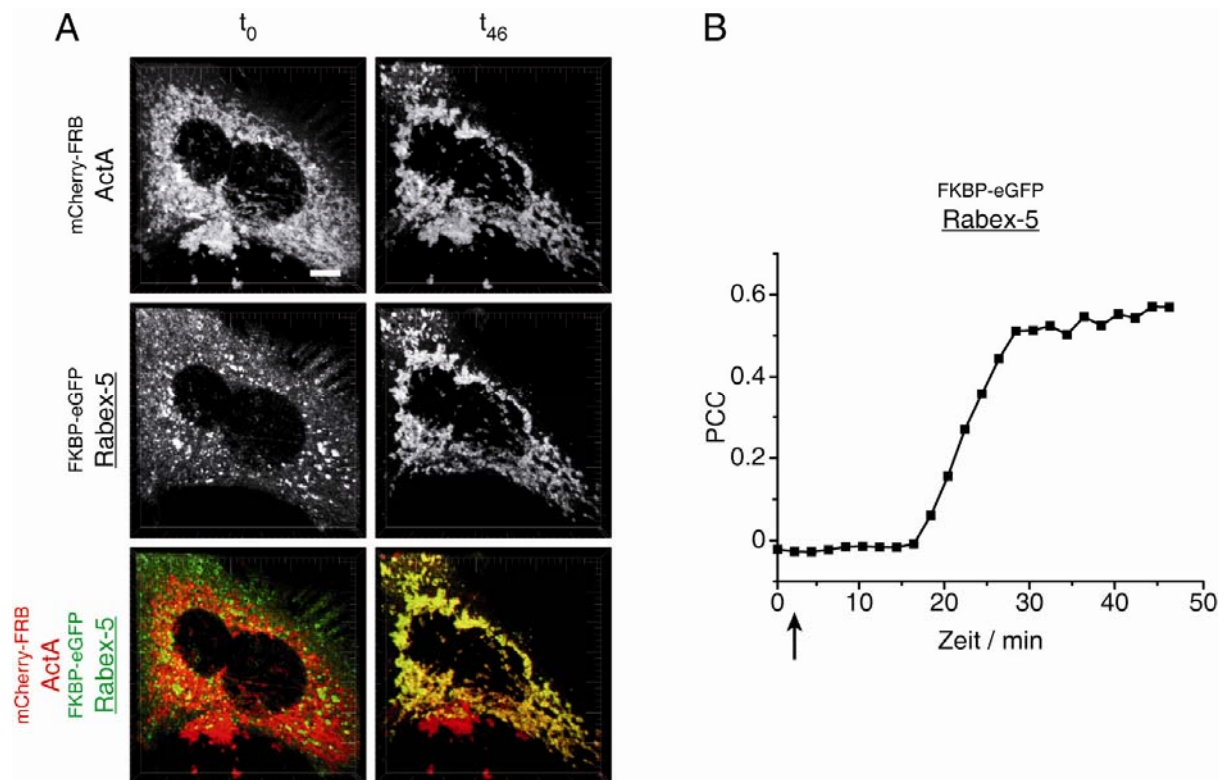 A
t0
t46
mCherry-FRB
ActA
FKBP-eGFP
Rabex-5
mCherry-FRB
ActA
FKBP-eGFP
Rabex-5
B
FKBP-eGFP
Rabex-5
PCC
0.6
0.4
0.2
0
0
10
20
30
40
50
Zeit / min